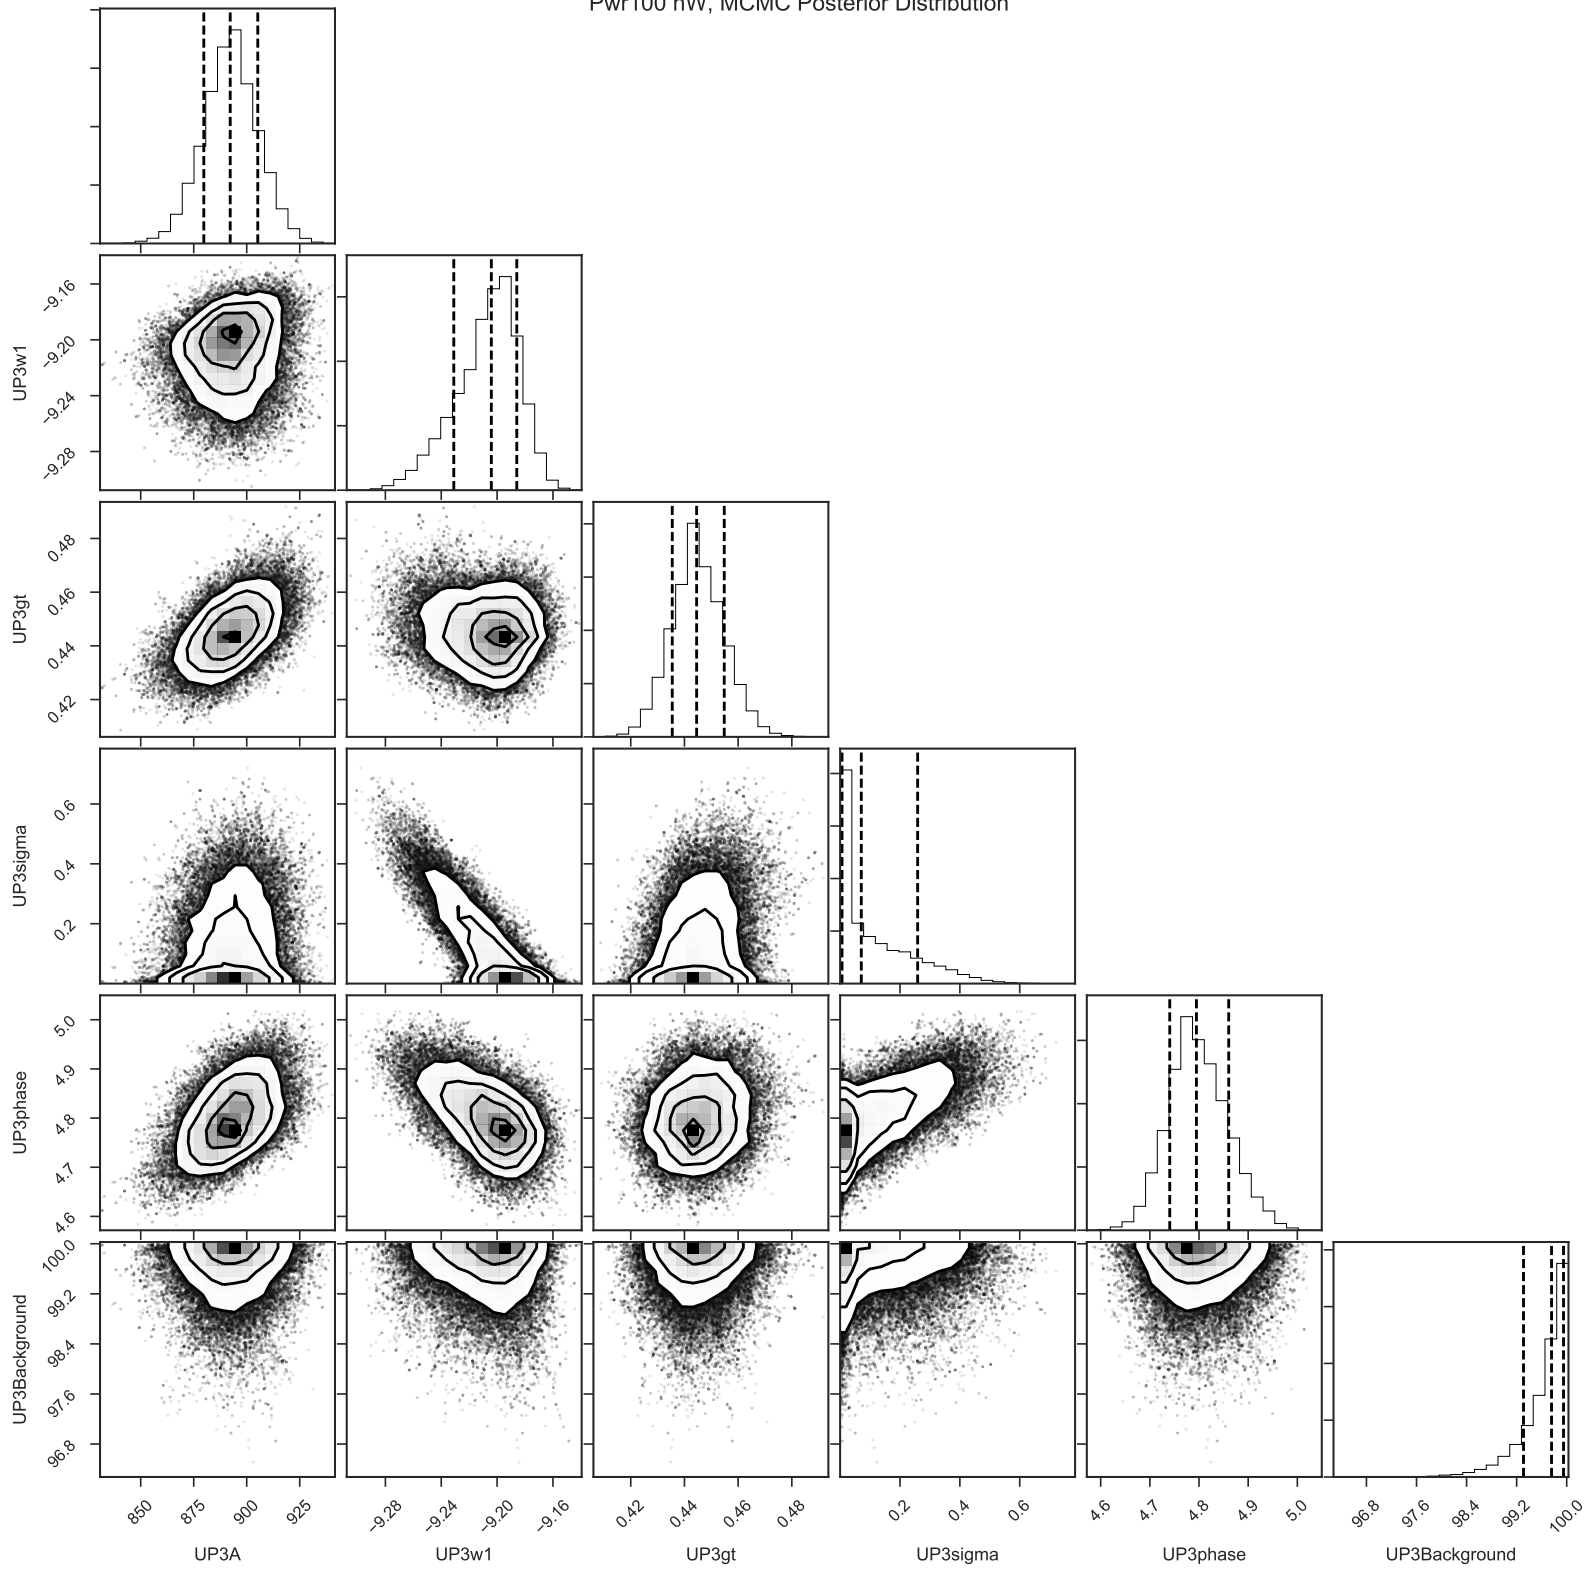 Pwr100 nW, MCMC Posterior Distribution
−9.16
−9.20
−9.24
−9.28
UP3w1
0.48
0.46
0.44
0.42
UP3gt
0.6
0.4
0.2
UP3sigma
5.0
4.9
4.8
4.7
4.6
UP3phase
100.0
99.2
98.4
97.6
96.8
UP3Background
850 875 900 925 −9.28 −9.24 −9.20 −9.16 0.42 0.44 0.46 0.48 0.2 0.4 0.6 4.6 4.7 4.8 4.9 5.0 96.8 97.6 98.4 99.2 100.0
UP3A UP3w1 UP3gt UP3sigma UP3phase UP3Background